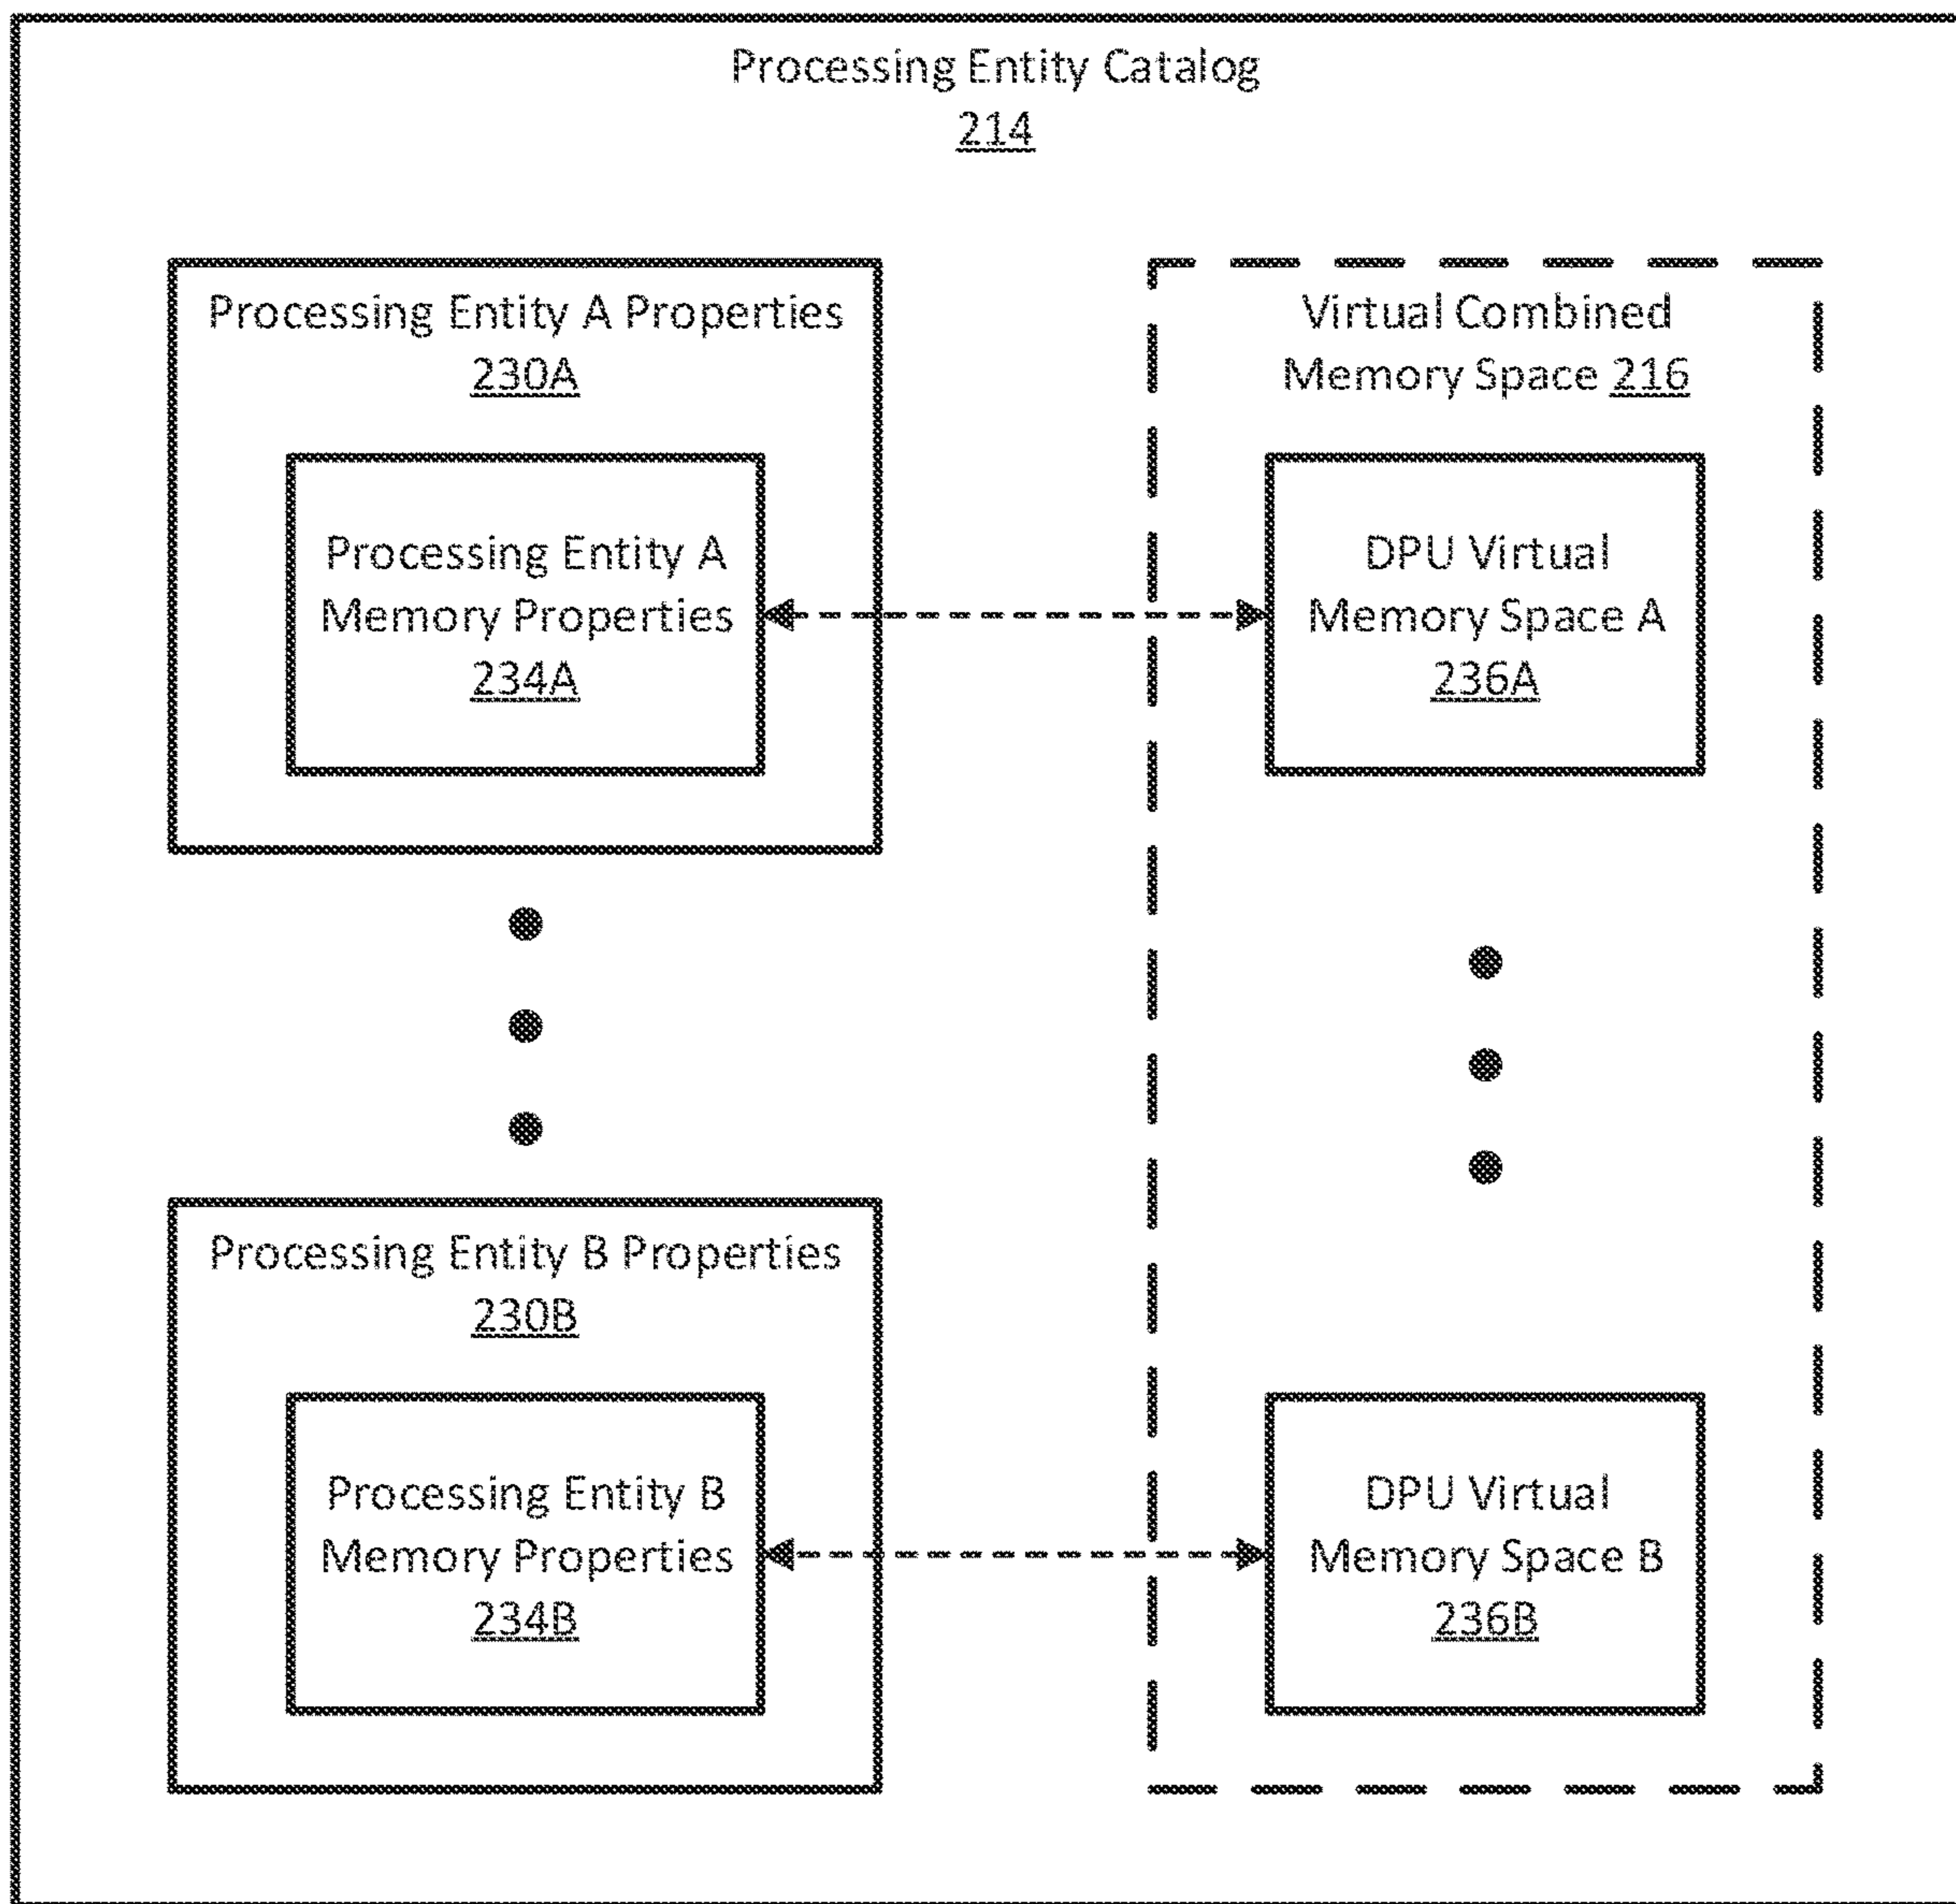 Processing Entity Catalog
214
Processing Entity A Properties
230A
Processing Entity A
Memory Properties
234A
Virtual Combined
Memory Space 216
DPU Virtual
Memory Space A
236A
Processing Entity B Properties
230B
Processing Entity B
Memory Properties
234B
DPU Virtual
Memory Space B
236B